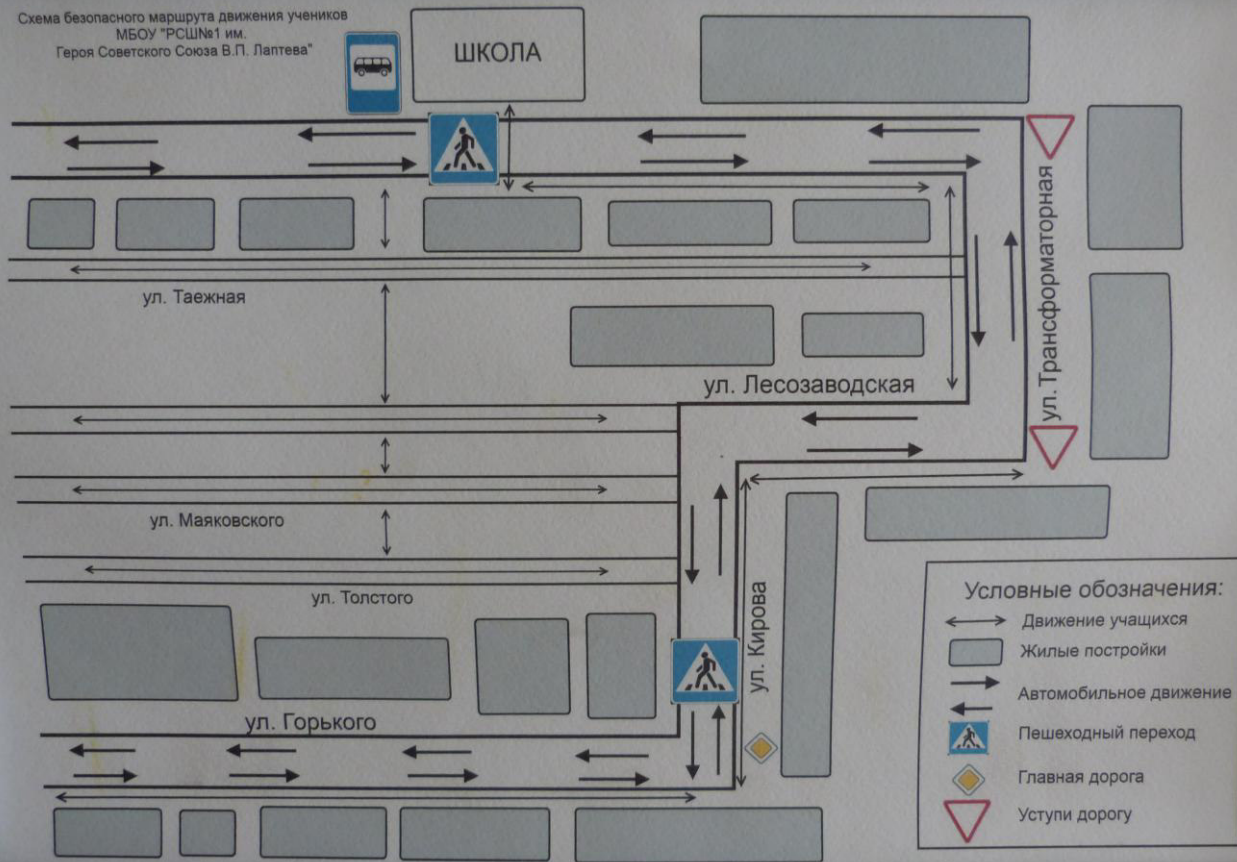 Схема безопасного маршрута движения учеников
МБОУ "РСШ№1 им.
Героя Советского Союза В.П. Лаптева"
ШКОЛА
ул. Трансформаторная
ул. Таежная
ул. Лесозаводская
ул. Маяковского
ул. Толстого
ул. Кирова
ул. Горького
Условные обозначения:
Движение учащихся
Жилые постройки
Автомобильное движение
Пешеходный переход
Главная дорога
Уступи дорогу